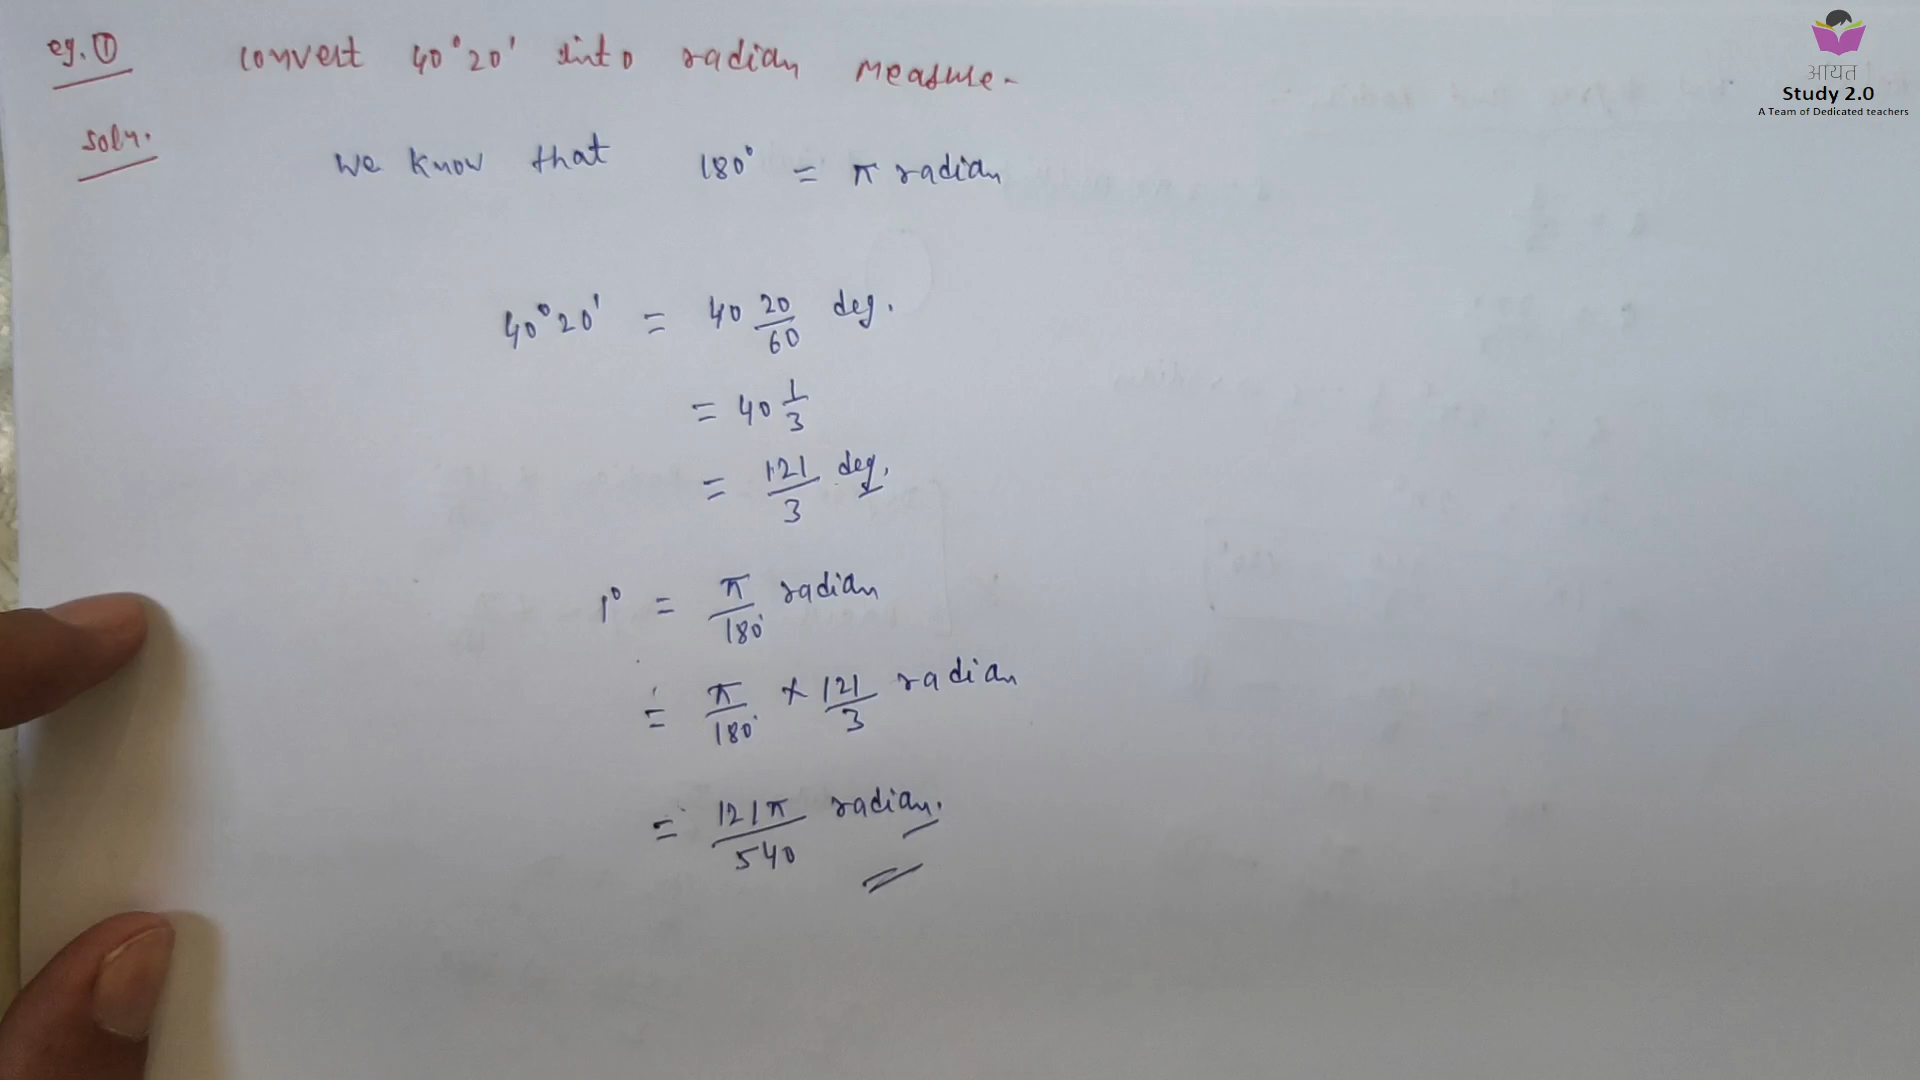 eg. ① convert 40°20' into radian measure.
Soln. We know that 180° = π radian
40°20' = 40 20/60 deg.
= 40 1/3
= 121/3 deg.
1° = π/180 radian
= π/180 × 121/3 radian
= 121π/540 radian.
आयत
Study 2.0
A Team of Dedicated teachers